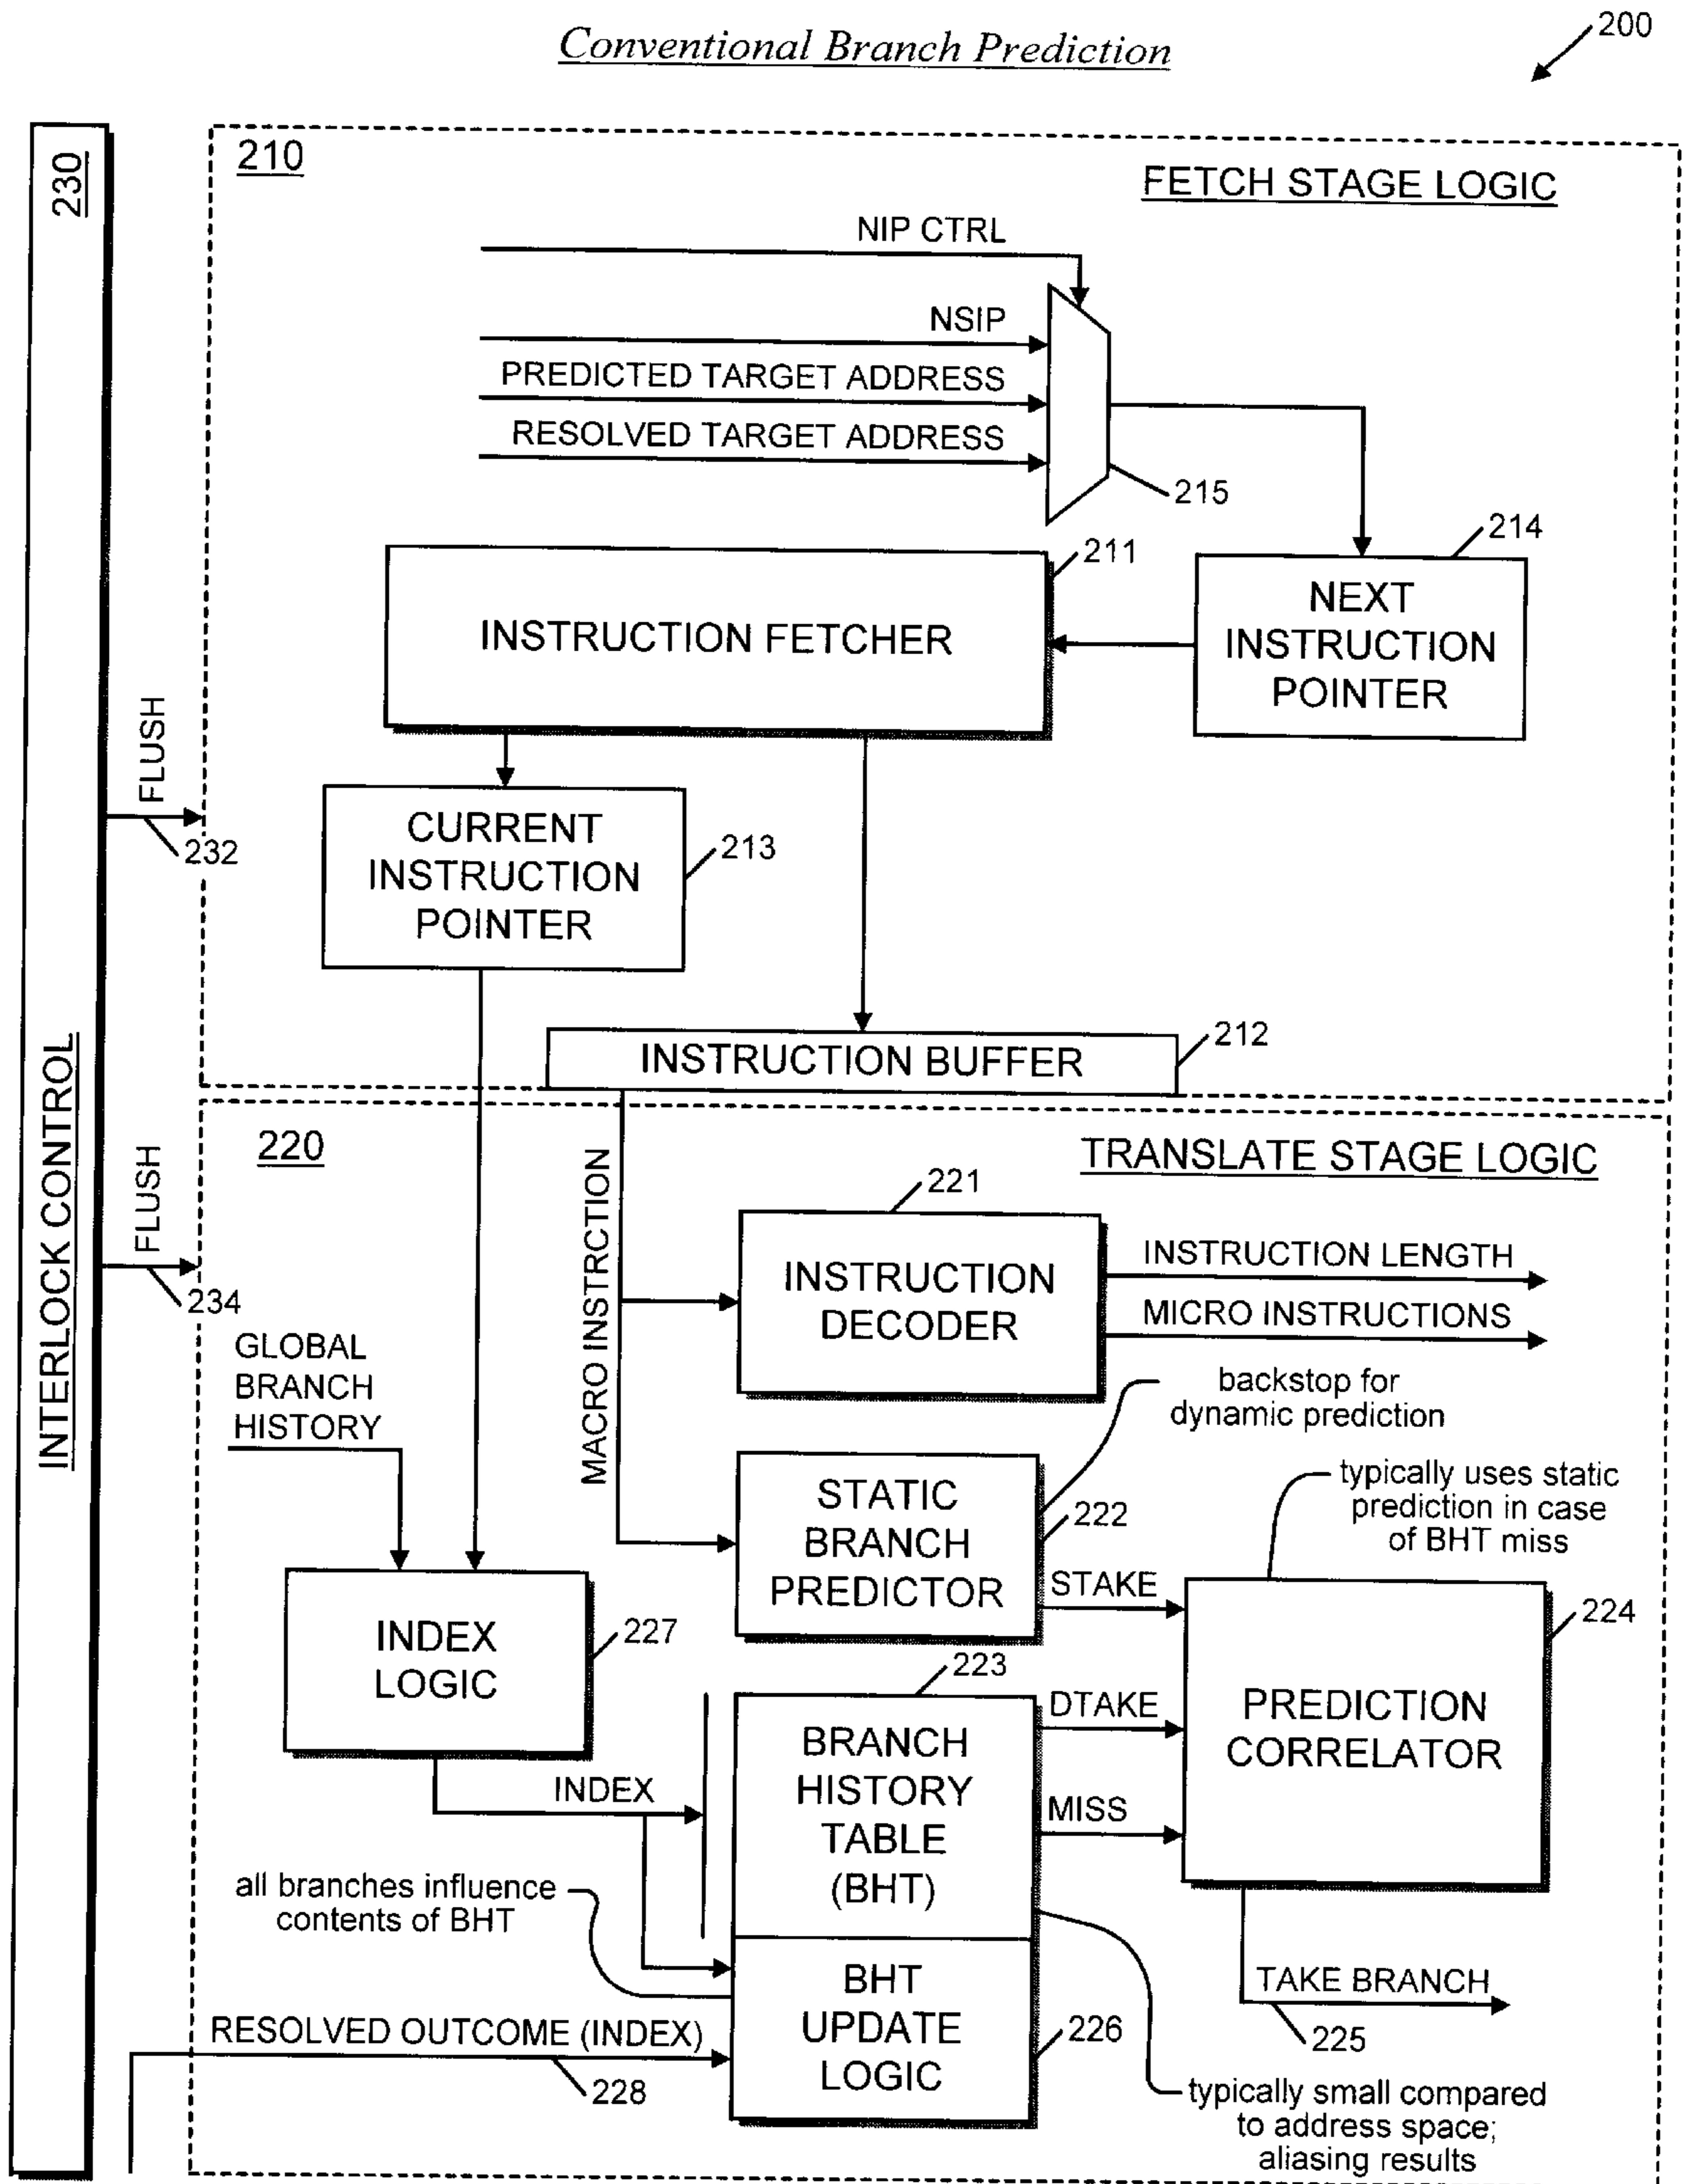 Conventional Branch Prediction
200
230
INTERLOCK CONTROL
210
FETCH STAGE LOGIC
NIP CTRL
NSIP
PREDICTED TARGET ADDRESS
RESOLVED TARGET ADDRESS
215
211
214
INSTRUCTION FETCHER
NEXT
INSTRUCTION
POINTER
FLUSH
232
CURRENT
INSTRUCTION
POINTER
213
INSTRUCTION BUFFER
212
220
TRANSLATE STAGE LOGIC
FLUSH
234
MACRO INSTRCTION
221
INSTRUCTION
DECODER
INSTRUCTION LENGTH
MICRO INSTRUCTIONS
GLOBAL
BRANCH
HISTORY
backstop for
dynamic prediction
STATIC
BRANCH
PREDICTOR
222
typically uses static
prediction in case
of BHT miss
STAKE
INDEX
LOGIC
227
224
223
BRANCH
HISTORY
TABLE
(BHT)
DTAKE
MISS
PREDICTION
CORRELATOR
INDEX
all branches influence
contents of BHT
BHT
UPDATE
LOGIC
226
TAKE BRANCH
225
RESOLVED OUTCOME (INDEX)
228
typically small compared
to address space;
aliasing results